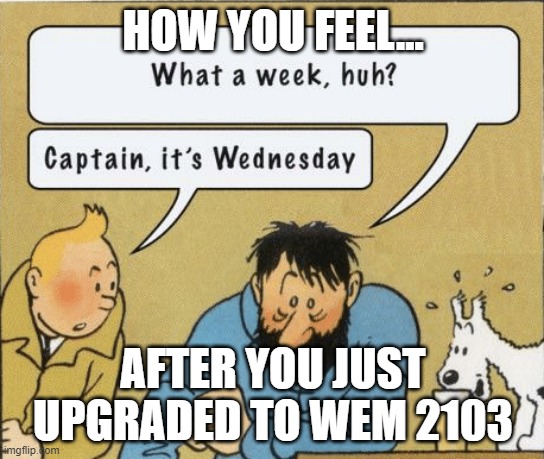 HOW YOU FEEL...
What a week, huh?
Captain, it's Wednesday
AFTER YOU JUST
UPGRADED TO WEM 2103
imgflip.com